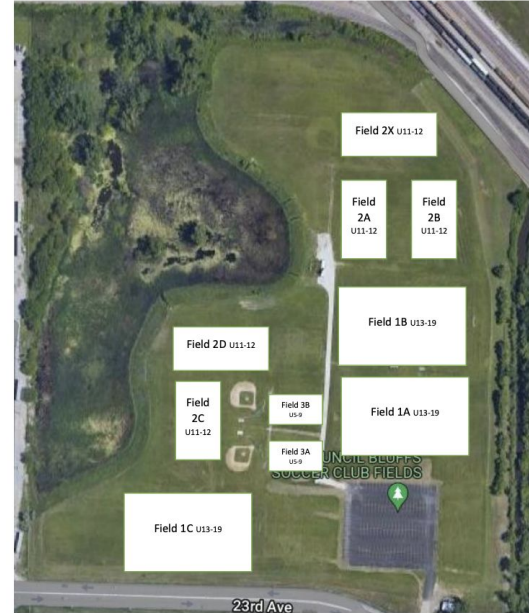 Field 2X U11-12
Field
2A
U11-12
Field
2B
U11-12
Field 1B U13-19
Field 2D U11-12
Field
2C
U11-12
Field 3B
U5-9
Field 1A U13-19
Field 3A
U5-9
UNCIL BLUFFS
SOCCER CLUB FIELDS
Field 1C U13-19
23rd Ave